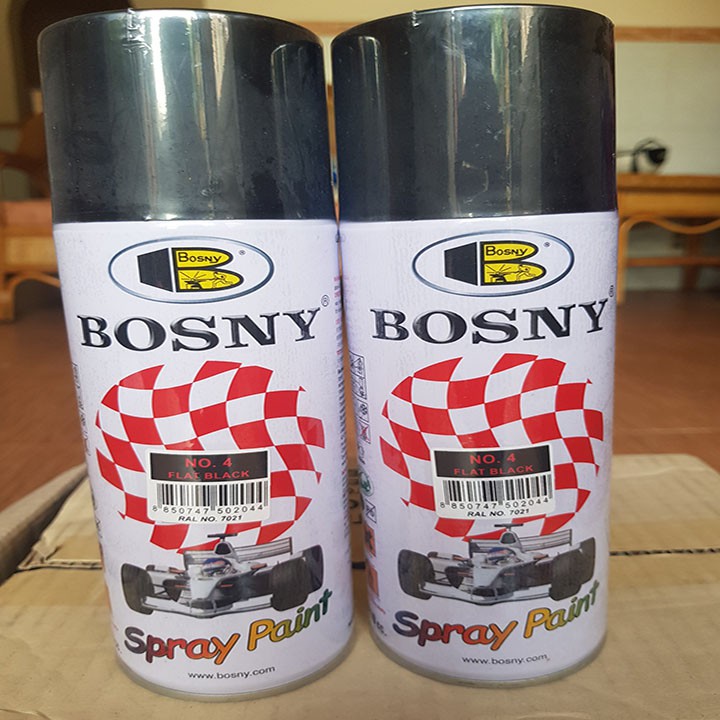 BOSNY
BOSNY
NO. 4
FLAT BLACK
8 850747 502044
RAL NO. 7021
Spray Paint
www.bosny.com
BOSNY
BOSNY
NO. 4
FLAT BLACK
8 850747 502044
RAL NO. 7021
Spray Paint
www.bosny.com